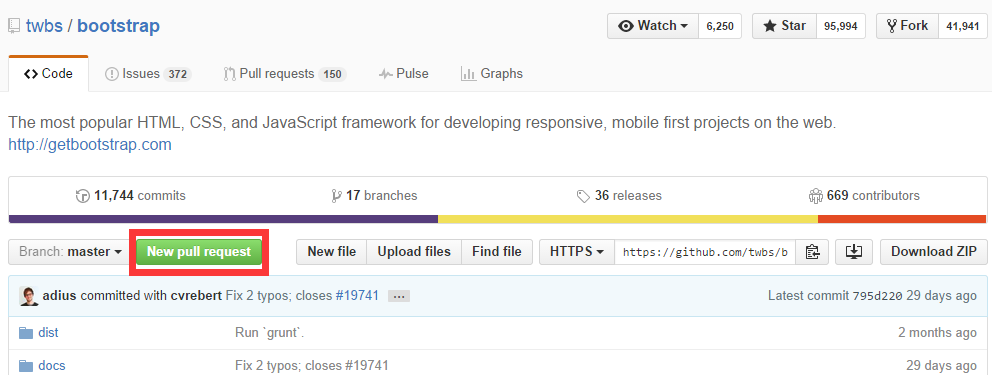 twbs / bootstrap Watch 6,250 Star 95,994 Fork 41,941
Code Issues 372 Pull requests 150 Pulse Graphs
The most popular HTML, CSS, and JavaScript framework for developing responsive, mobile first projects on the web.
http://getbootstrap.com
11,744 commits 17 branches 36 releases 669 contributors
Branch: master New pull request New file Upload files Find file HTTPS https://github.com/twbs/b Download ZIP
adius committed with cvrebert Fix 2 typos; closes #19741 ... Latest commit 795d220 29 days ago
dist Run `grunt`. 2 months ago
docs Fix 2 typos; closes #19741 29 days ago